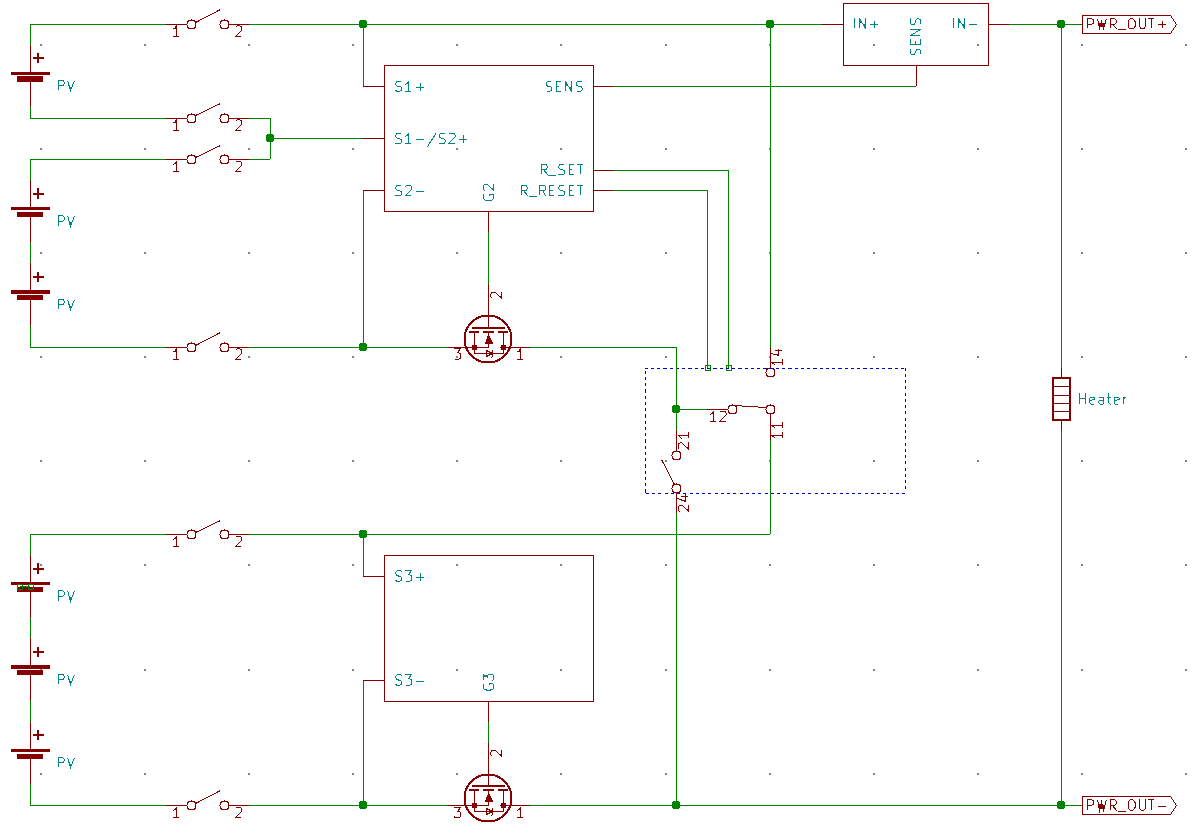 1 2
IN+ SENS IN- PWR_OUT+
PV
S1+ SENS
1 2
S1-/S2+
1 2
R_SET
S2- G2 R_RESET
PV
PV
2
1 2
3 1
14
12 11
Heater
21
24
1 2
S3+
PV
PV
S3- G3
2
PV
1 2
3 1
PWR_OUT-